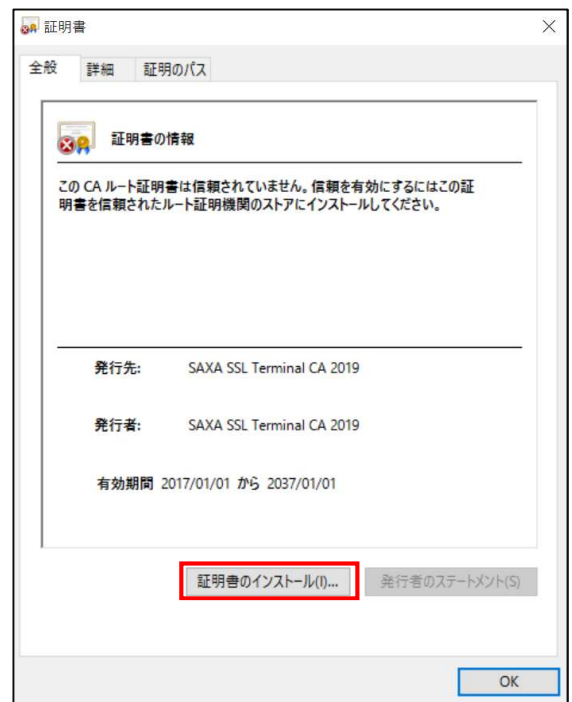 証明書
全般 詳細 証明のパス
証明書の情報
この CA ルート証明書は信頼されていません。信頼を有効にするにはこの証
明書を信頼されたルート証明機関のストアにインストールしてください。
発行先: SAXA SSL Terminal CA 2019
発行者: SAXA SSL Terminal CA 2019
有効期間 2017/01/01 から 2037/01/01
証明書のインストール(I)... 発行者のステートメント(S)
OK